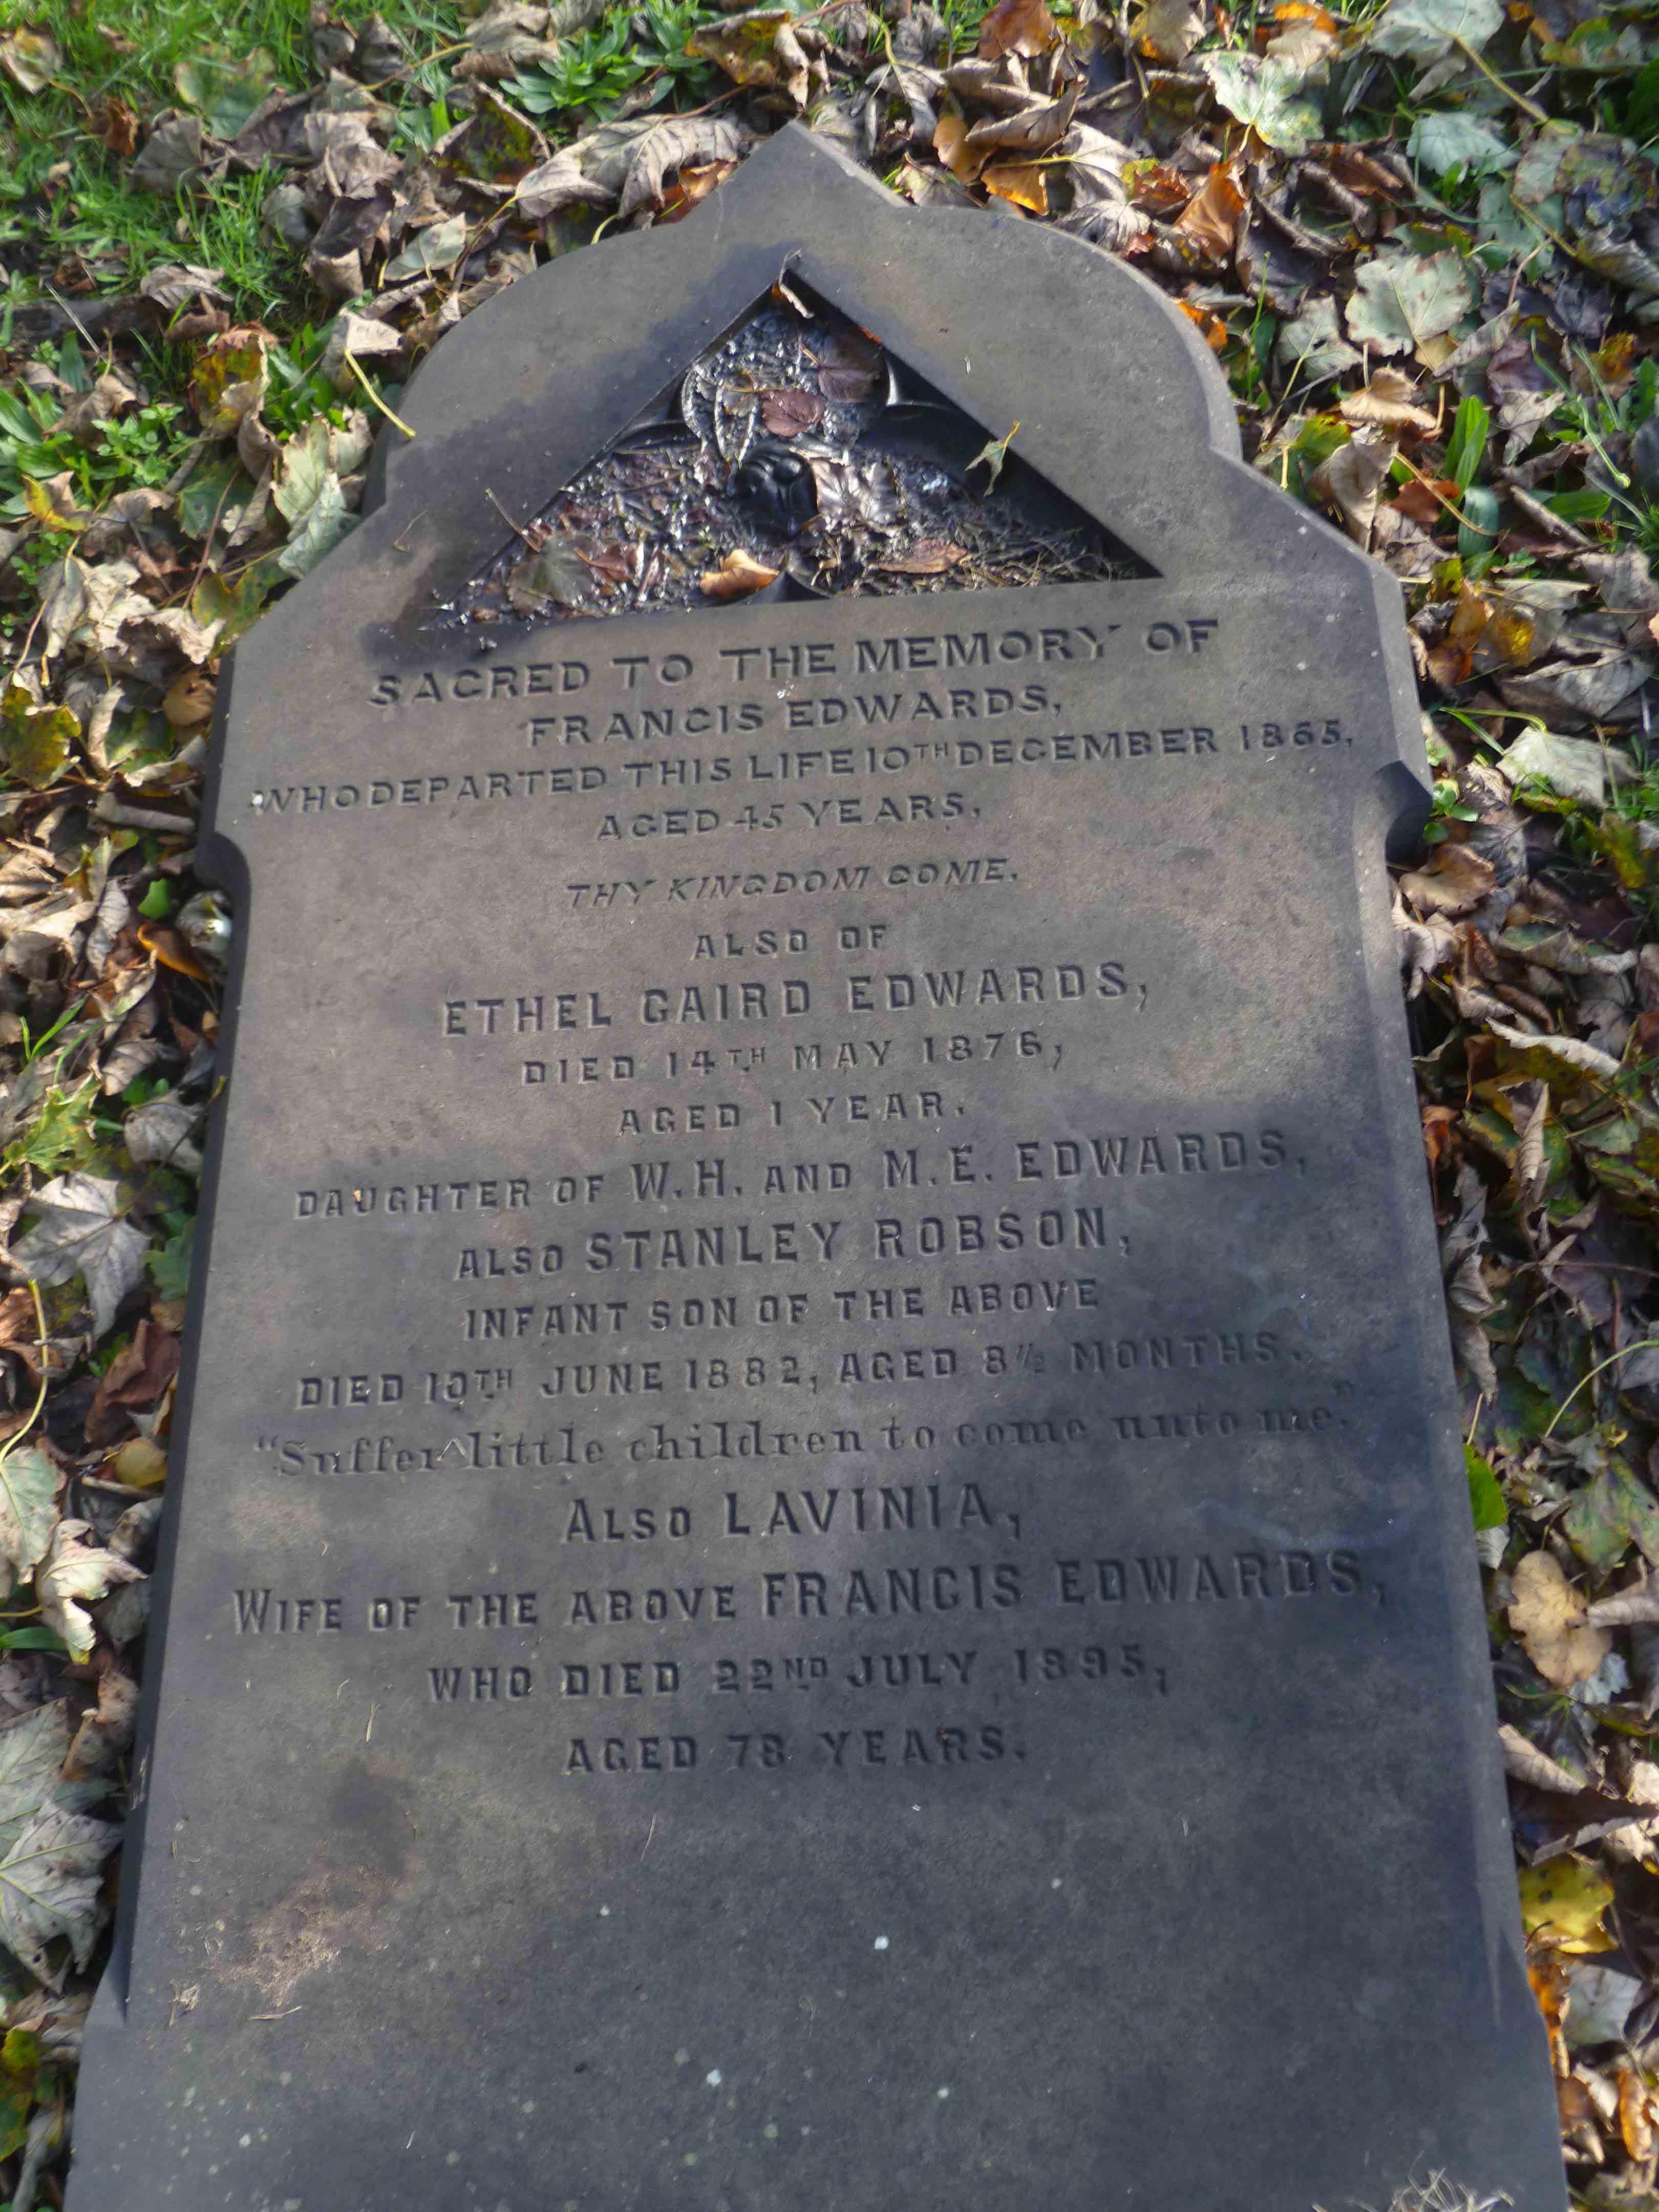 SACRED TO THE MEMORY OF
FRANCIS EDWARDS,
WHO DEPARTED THIS LIFE 10TH DECEMBER 1865,
AGED 45 YEARS,
THY KINGDOM COME.
ALSO OF
ETHEL CAIRD EDWARDS,
DIED 14TH MAY 1876,
AGED 1 YEAR.
DAUGHTER OF W.H. AND M.E. EDWARDS,
ALSO STANLEY ROBSON,
INFANT SON OF THE ABOVE
DIED 10TH JUNE 1882, AGED 8½ MONTHS.
"Suffer ^ little children to come unto me."
ALSO LAVINIA,
WIFE OF THE ABOVE FRANCIS EDWARDS,
WHO DIED 22ND JULY 1895,
AGED 78 YEARS.